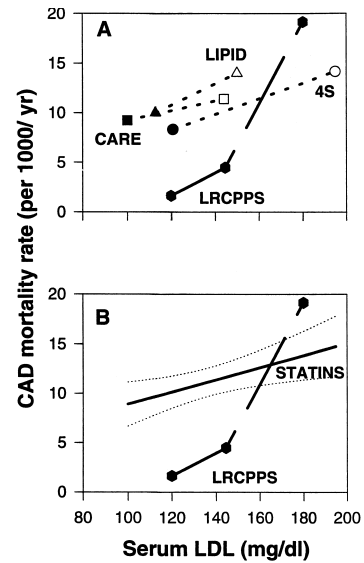 A
20
15
10
5
0
LIPID
4S
CARE
LRCPPS
CAD mortality rate (per 1000/ yr)
B
20
15
10
5
0
STATINS
LRCPPS
80 100 120 140 160 180 200
Serum LDL (mg/dl)